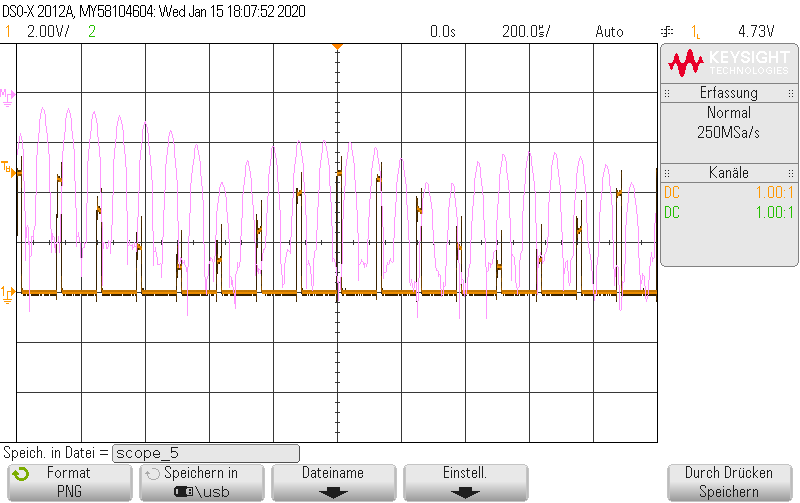 DSO-X 2012A, MY58104604: Wed Jan 15 18:07:52 2020
1 2.00V/ 2 0.0s 200.0µs/ Auto 1 4.73V
M
T
1
KEYSIGHT
TECHNOLOGIES
Erfassung
Normal
250MSa/s
Kanäle
DC 1.00:1
DC 1.00:1
Speich. in Datei = scope_5
Format
PNG
Speichern in
\usb
Dateiname
Einstell.
Durch Drücken
Speichern